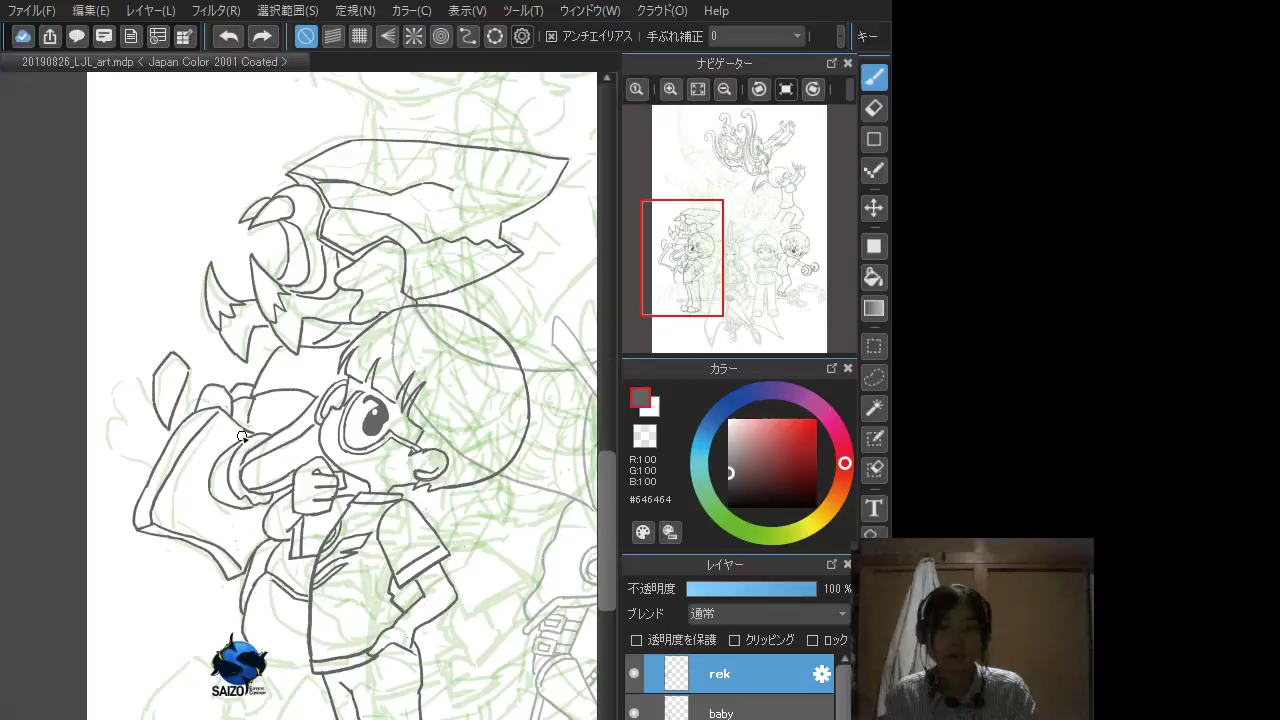 ファイル(F) 編集(E) レイヤー(L) フィルタ(R) 選択範囲(S) 定規(N) カラー(C) 表示(V) ツール(T) ウィンドウ(W) クラウド(O) Help
アンチエイリアス 手ぶれ補正 0 キー
20190826_LJL_art.mdp < Japan Color 2001 Coated >
ナビゲーター
カラー
R:100
G:100
B:100
#646464
レイヤー
不透明度 100 %
ブレンド 通常
透明度を保護 クリッピング ロック
rek
baby
SAIZO